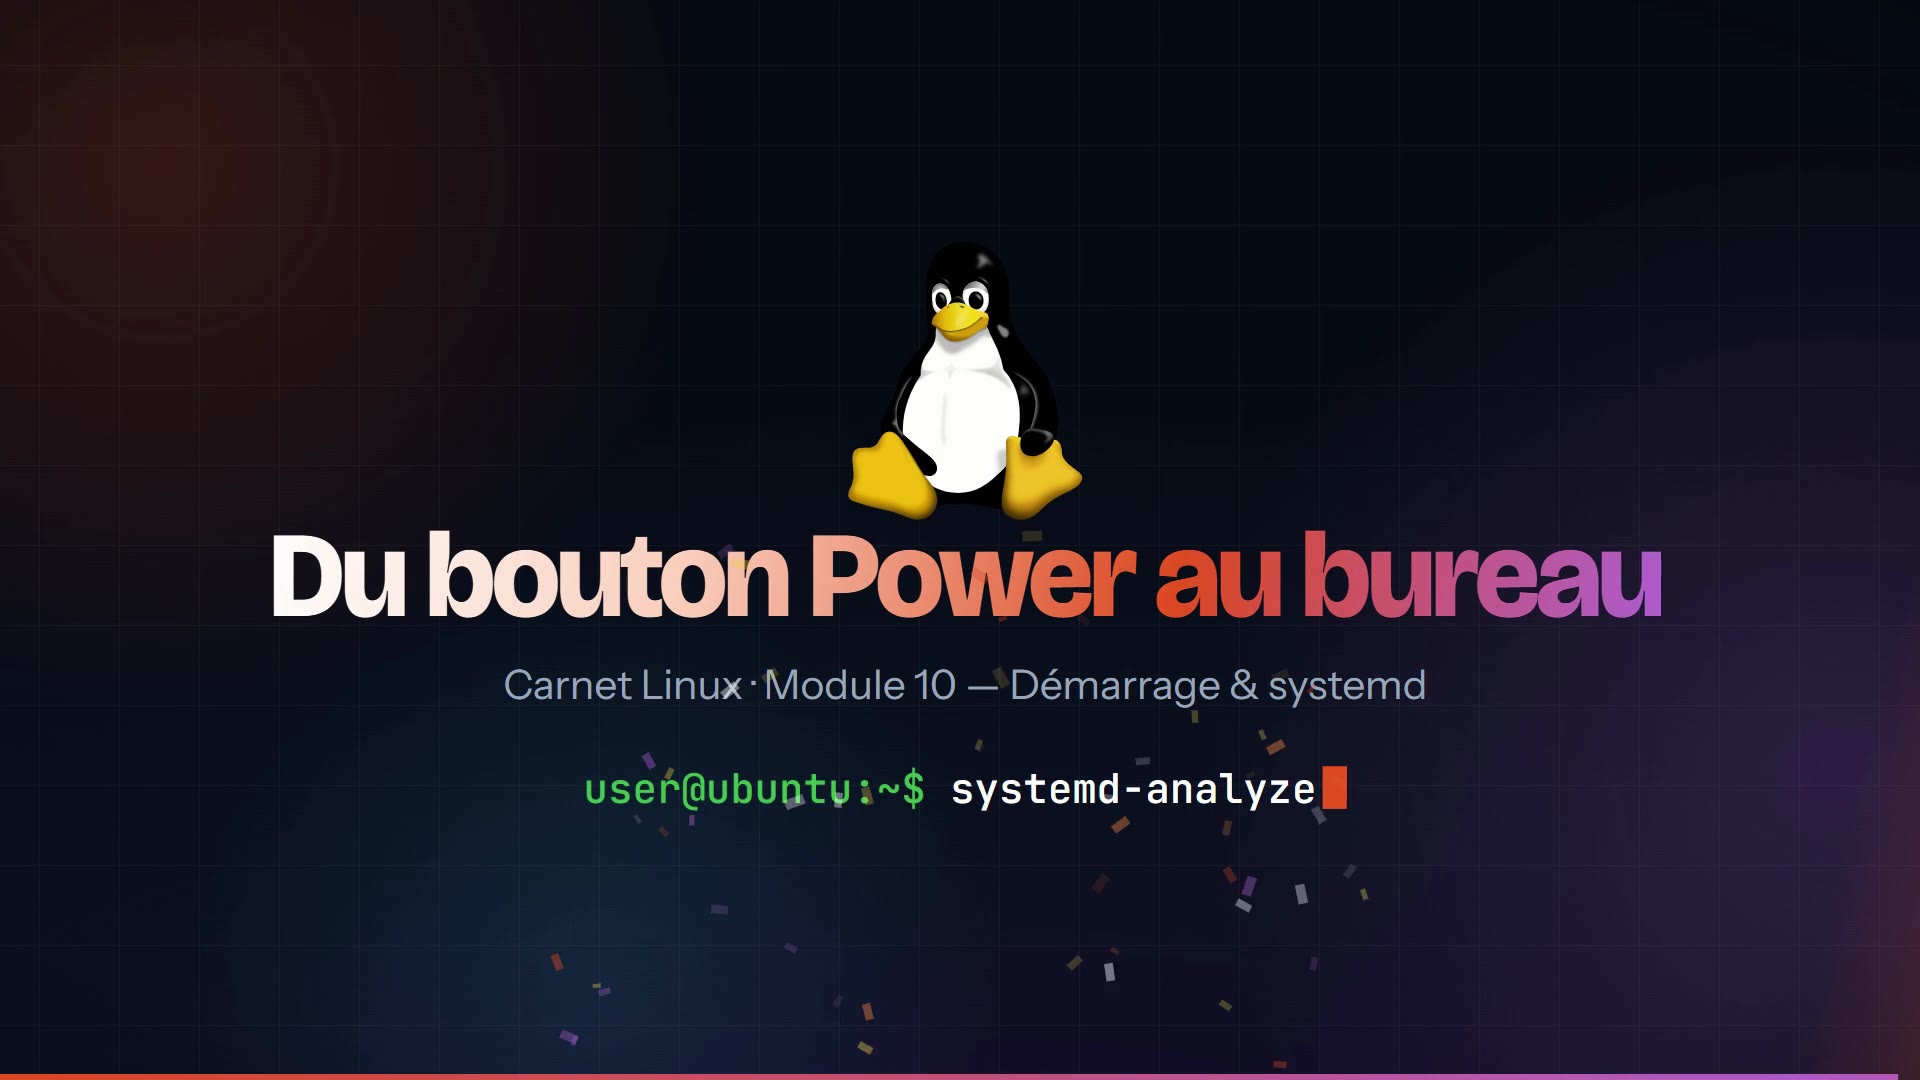 Du bouton Power au bureau
Carnet Linux · Module 10 — Démarrage & systemd
user@ubuntu:~$ systemd-analyze